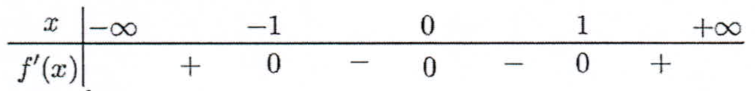 x −∞ −1 0 1 +∞
f′(x) + 0 − 0 − 0 +